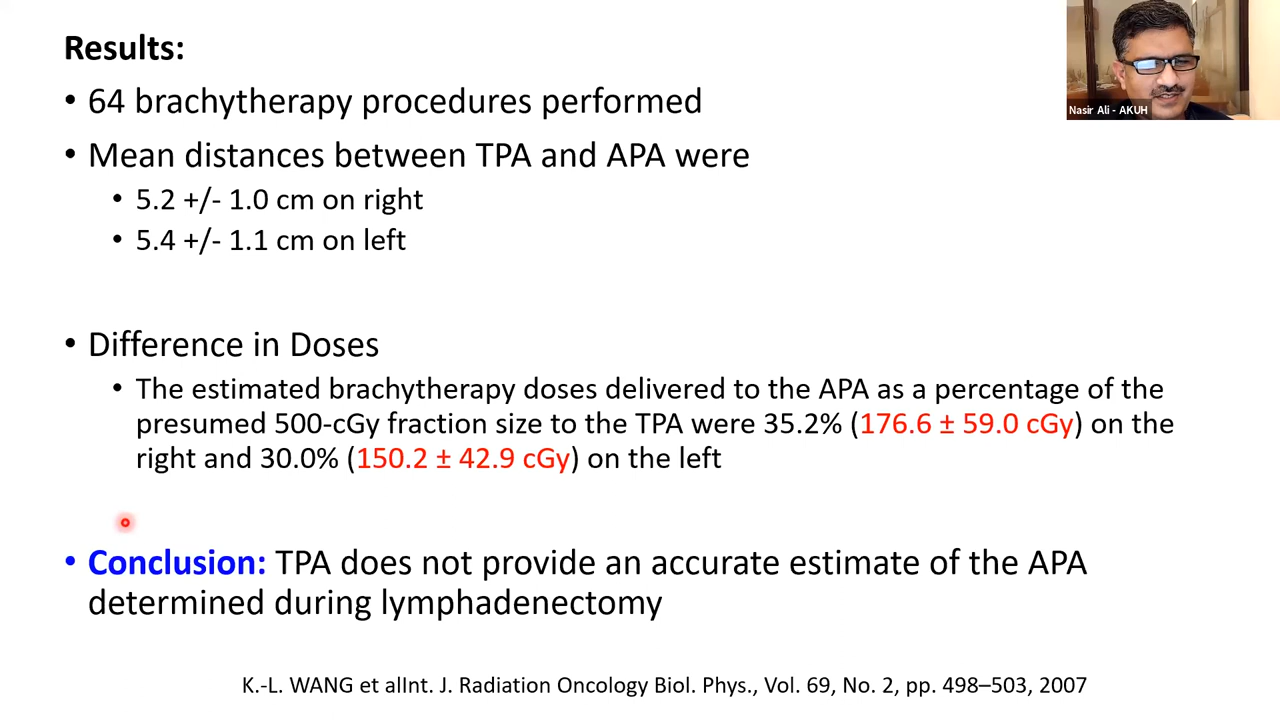 Results:
• 64 brachytherapy procedures performed
• Mean distances between TPA and APA were
• 5.2 +/- 1.0 cm on right
• 5.4 +/- 1.1 cm on left
• Difference in Doses
• The estimated brachytherapy doses delivered to the APA as a percentage of the
presumed 500-cGy fraction size to the TPA were 35.2% (176.6 ± 59.0 cGy) on the
right and 30.0% (150.2 ± 42.9 cGy) on the left
• Conclusion: TPA does not provide an accurate estimate of the APA
determined during lymphadenectomy
K.-L. WANG et alInt. J. Radiation Oncology Biol. Phys., Vol. 69, No. 2, pp. 498–503, 2007
Nasir Ali - AKUH